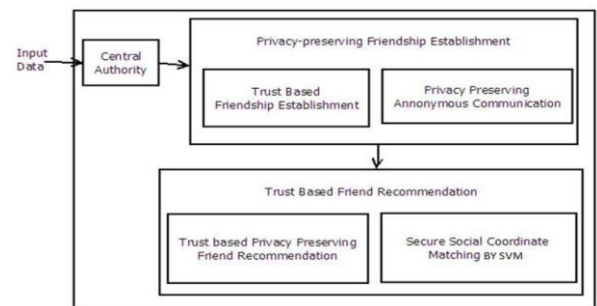 Input
Data
Central
Authority
Privacy-preserving Friendship Establishment
Trust Based
Friendship Establishment
Privacy Preserving
Annonymous Communication
Trust Based Friend Recommendation
Trust based Privacy Preserving
Friend Recommendation
Secure Social Coordinate
Matching BY SVM